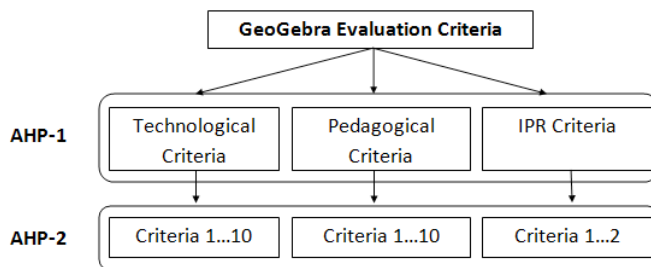 GeoGebra Evaluation Criteria
AHP-1
Technological
Criteria
Pedagogical
Criteria
IPR Criteria
AHP-2
Criteria 1...10
Criteria 1...10
Criteria 1...2